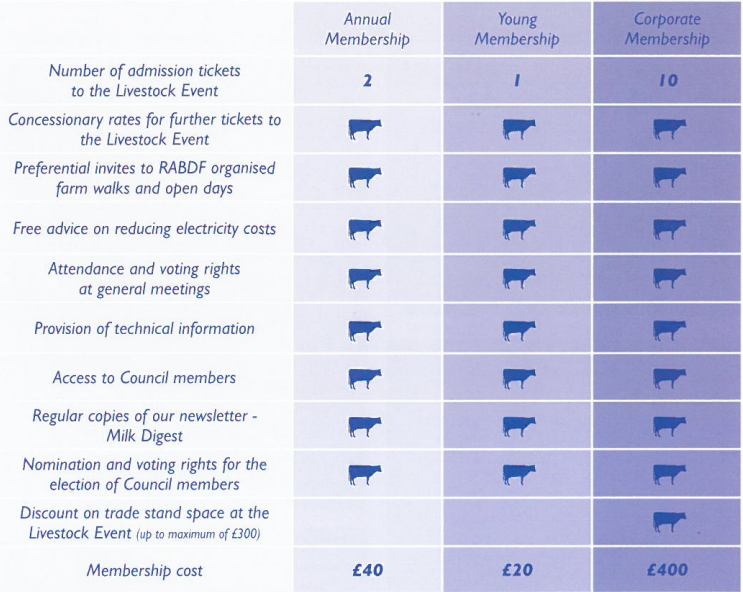 Annual
Membership
Young
Membership
Corporate
Membership
Number of admission tickets
to the Livestock Event
2
1
10
Concessionary rates for further tickets to
the Livestock Event
Preferential invites to RABDF organised
farm walks and open days
Free advice on reducing electricity costs
Attendance and voting rights
at general meetings
Provision of technical information
Access to Council members
Regular copies of our newsletter -
Milk Digest
Nomination and voting rights for the
election of Council members
Discount on trade stand space at the
Livestock Event (up to maximum of £300)
Membership cost
£40
£20
£400